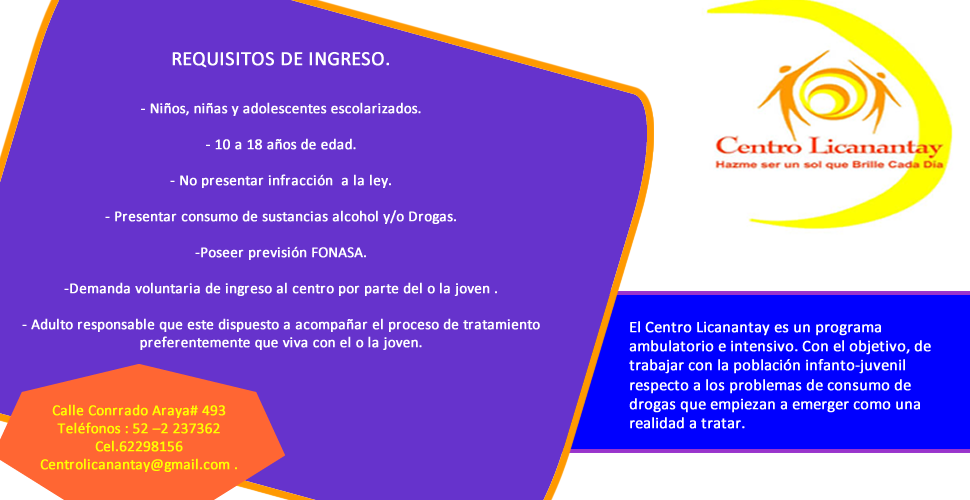 REQUISITOS DE INGRESO.
- Niños, niñas y adolescentes escolarizados.
- 10 a 18 años de edad.
- No presentar infracción  a la ley.
- Presentar consumo de sustancias alcohol y/o Drogas.
-Poseer previsión FONASA.
-Demanda voluntaria de ingreso al centro por parte del o la joven .
- Adulto responsable que este dispuesto a acompañar el proceso de tratamiento
preferentemente que viva con el o la joven.
Calle Conrrado Araya# 493
Teléfonos : 52 –2 237362
Cel.62298156
Centrolicanantay@gmail.com .
Centro Licanantay
Hazme ser un sol que Brille Cada Dia
El Centro Licanantay es un programa
ambulatorio e intensivo. Con el objetivo, de
trabajar con la población infanto-juvenil
respecto a los problemas de consumo de
drogas que empiezan a emerger como una
realidad a tratar.